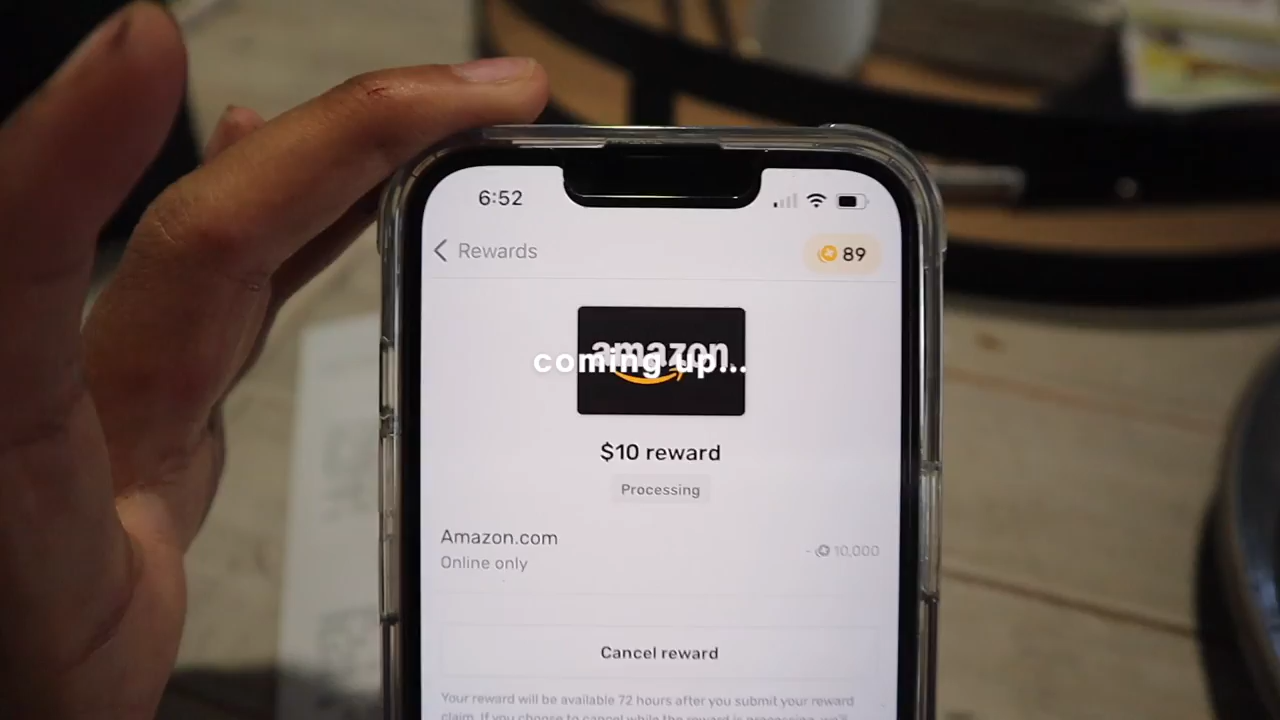 6:52
Rewards
89
amazon
coming up...
$10 reward
Processing
Amazon.com
- 10,000
Online only
Cancel reward
Your reward will be available 72 hours after you submit your reward
claim. If you choose to cancel while the reward is processing, we'll